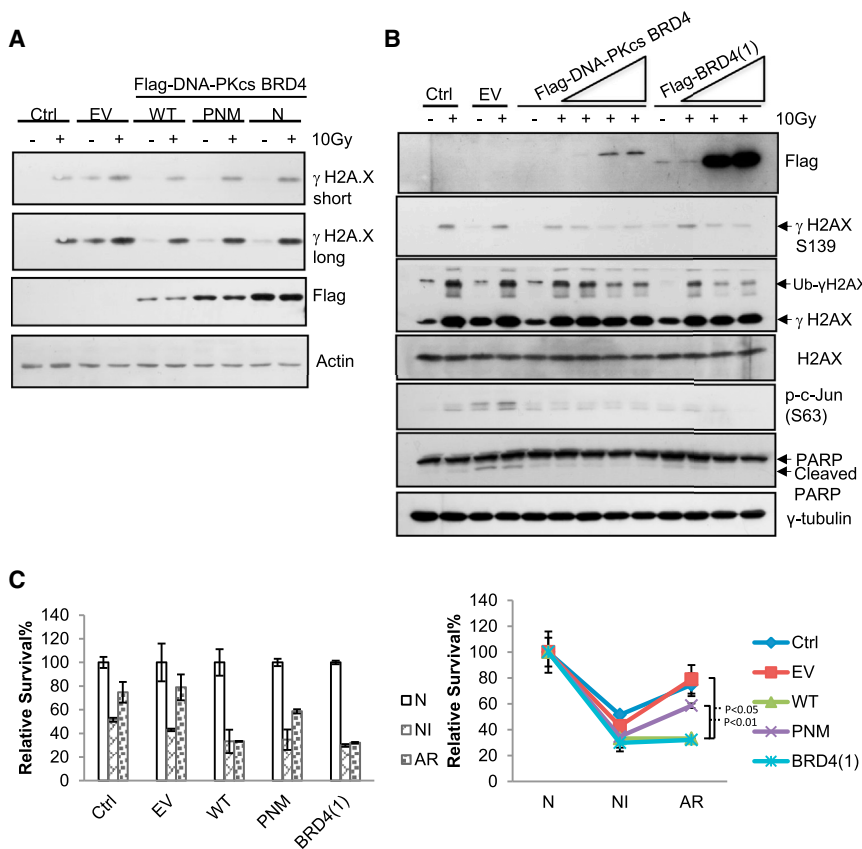 A
Flag-DNA-PKcs BRD4
Ctrl EV WT PNM N
- + - + - + - + - + 10Gy
γ H2A.X
short
γ H2A.X
long
Flag
Actin
B
Ctrl EV Flag-DNA-PKcs BRD4 Flag-BRD4(1)
- + - + - + + + + - + + + 10Gy
Flag
γ H2AX
S139
Ub-γH2AX
γ H2AX
H2AX
p-c-Jun
(S63)
PARP
Cleaved
PARP
γ-tubulin
C
Relative Survival%
140
120
100
80
60
40
20
0
Ctrl EV WT PNM BRD4(1)
N
NI
AR
Relative Survival%
140
120
100
80
60
40
20
0
N NI AR
P<0.05
P<0.01
Ctrl
EV
WT
PNM
BRD4(1)